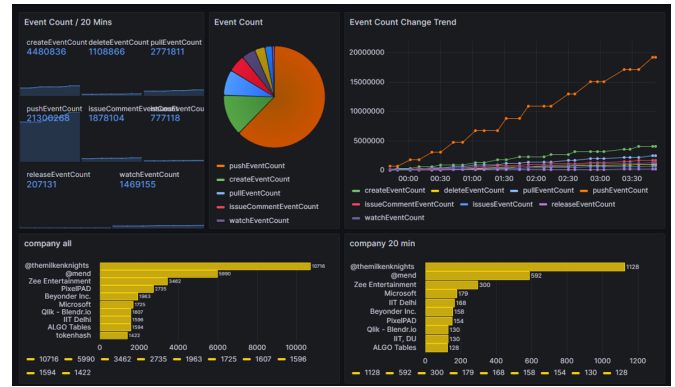 Event Count / 20 Mins
createEventCount deleteEventCount pullEventCount
4480836 1108866 2771811
pushEventCount issueCommentEvent
21300268 1878104 777118
releaseEventCount watchEventCount
207131 1469155
Event Count
pushEventCount
createEventCount
pullEventCount
issueCommentEventCount
watchEventCount
Event Count Change Trend
20000000
15000000
10000000
5000000
0
00:00 00:30 01:00 01:30 02:00 02:30 03:00 03:30
createEventCount deleteEventCount pullEventCount pushEventCount
issueCommentEventCount issuesEventCount releaseEventCount
watchEventCount
company all
@themilkenknights 10716
@mend 5990
Zee Entertainment 3462
PixelPAD 2735
Beyonder Inc. 1963
Microsoft 1725
Qlik - Blendr.io 1607
IIT Delhi 1596
ALGO Tables 1594
tokenhash 1422
0 2000 4000 6000 8000 10000
10716 5990 3462 2735 1963 1725 1607 1596
1594 1422
company 20 min
@themilkenknights 1128
@mend 592
Zee Entertainment 300
Microsoft 179
IIT Delhi 168
Beyonder Inc. 158
PixelPAD 154
Qlik - Blendr.io 130
IIT, DU 130
ALGO Tables 128
0 200 400 600 800 1000 1200
1128 592 300 179 168 158 154 130 128